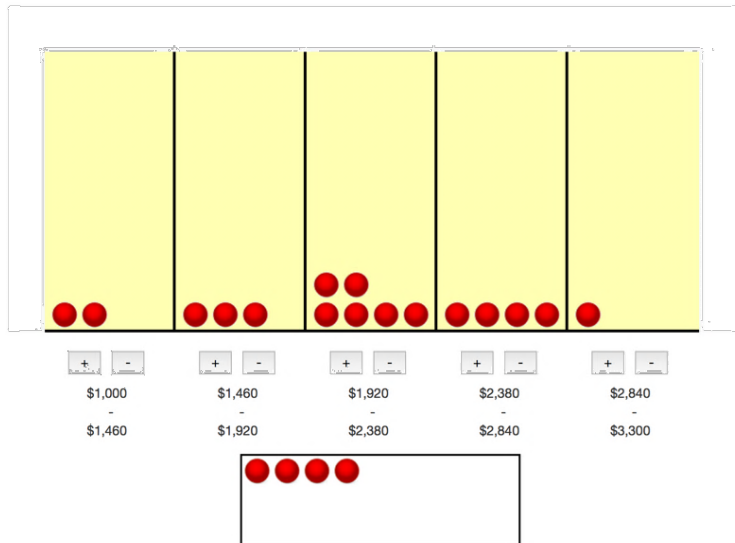 + - + - + - + - + -
$1,000 $1,460 $1,920 $2,380 $2,840
- - - - -
$1,460 $1,920 $2,380 $2,840 $3,300